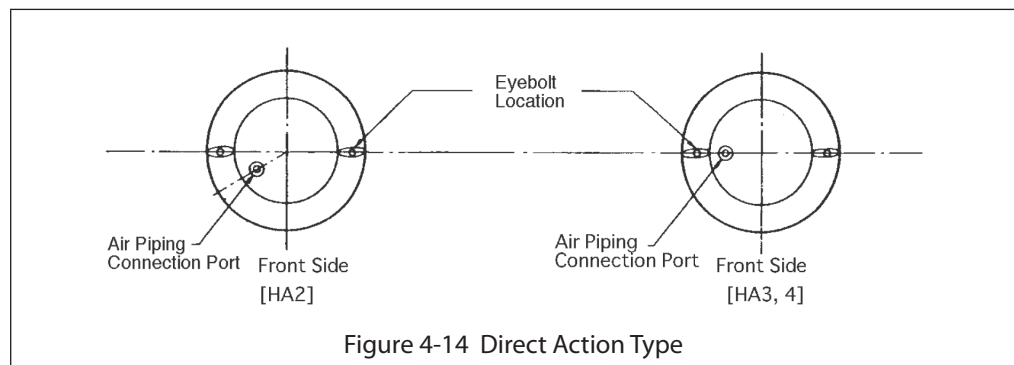 Eyebolt
Location
Air Piping
Connection Port
Front Side
[HA2]
Air Piping
Connection Port
Front Side
[HA3, 4]
Figure 4-14 Direct Action Type